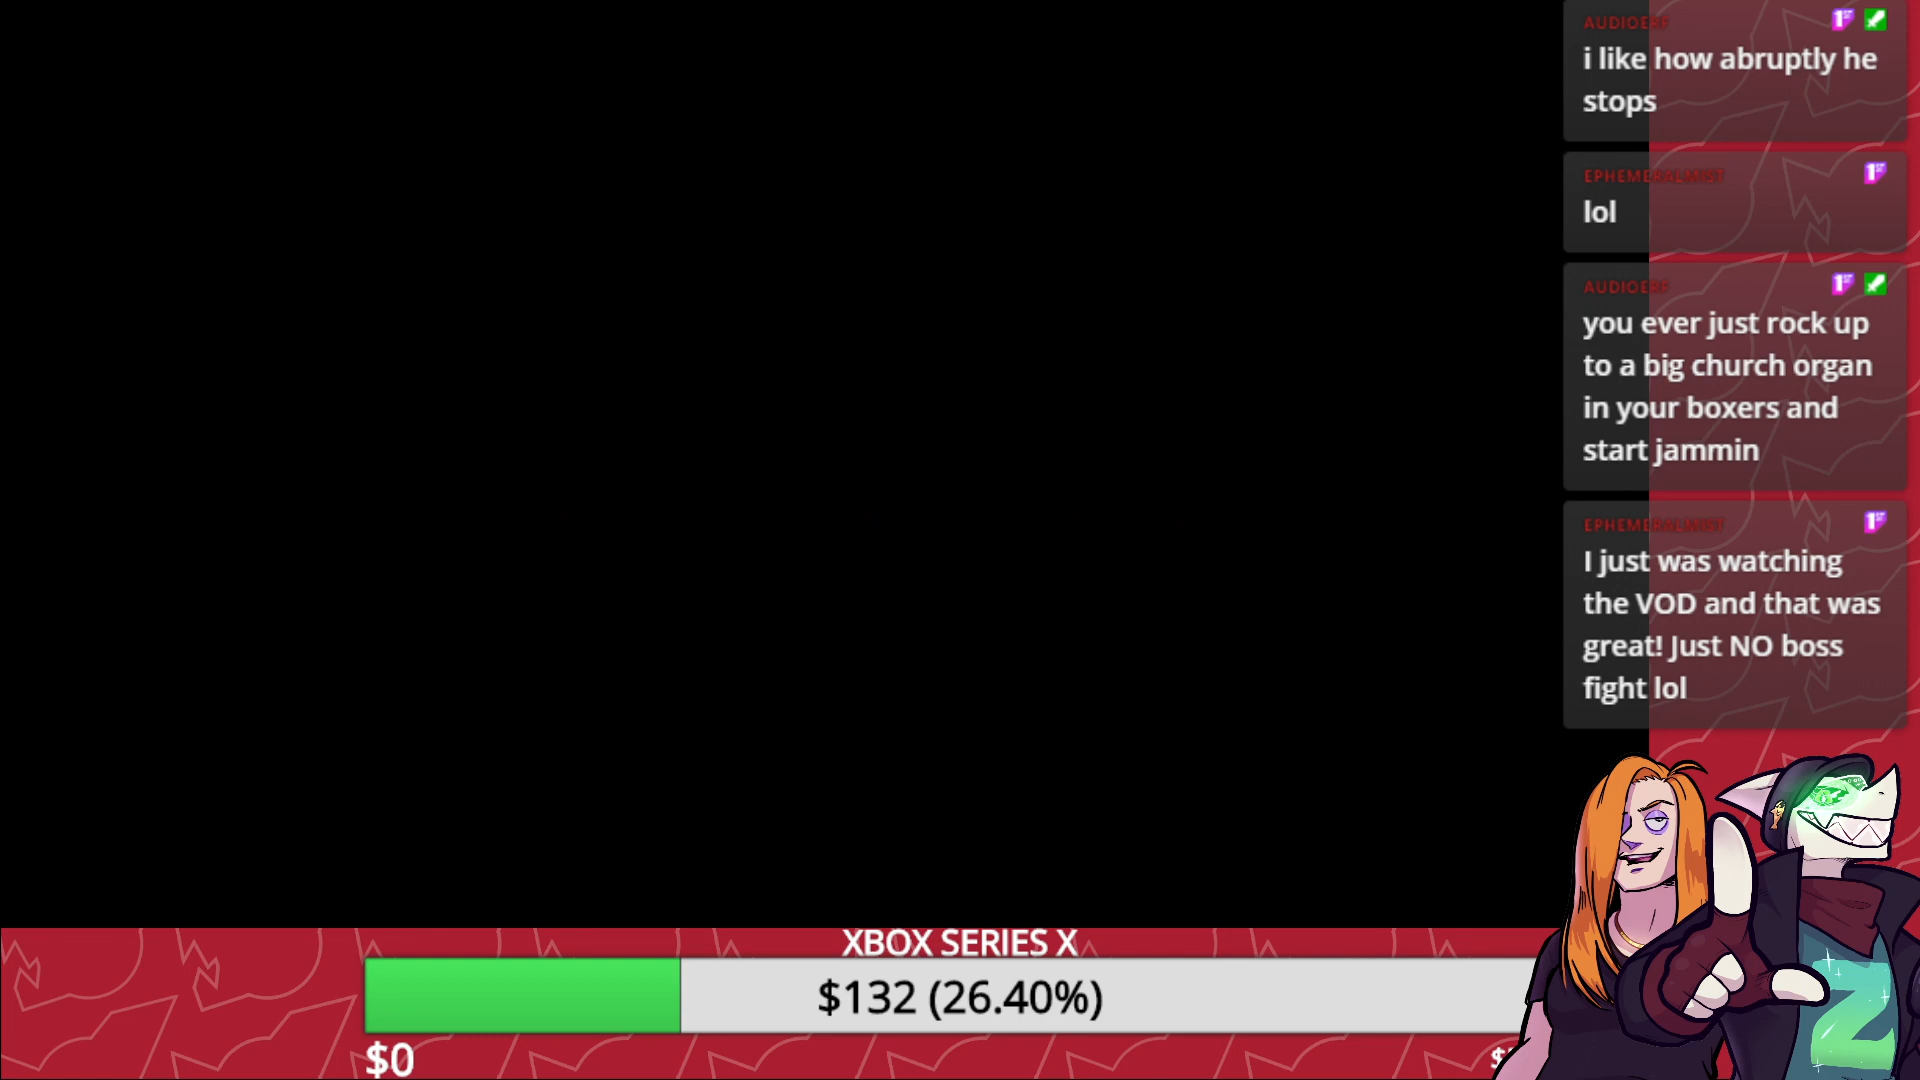 AUDIOERF
i like how abruptly he
stops
EPHEMERALMIST
lol
AUDIOERF
you ever just rock up
to a big church organ
in your boxers and
start jammin
EPHEMERALMIST
I just was watching
the VOD and that was
great! Just NO boss
fight lol
XBOX SERIES X
$132 (26.40%)
$0
Z